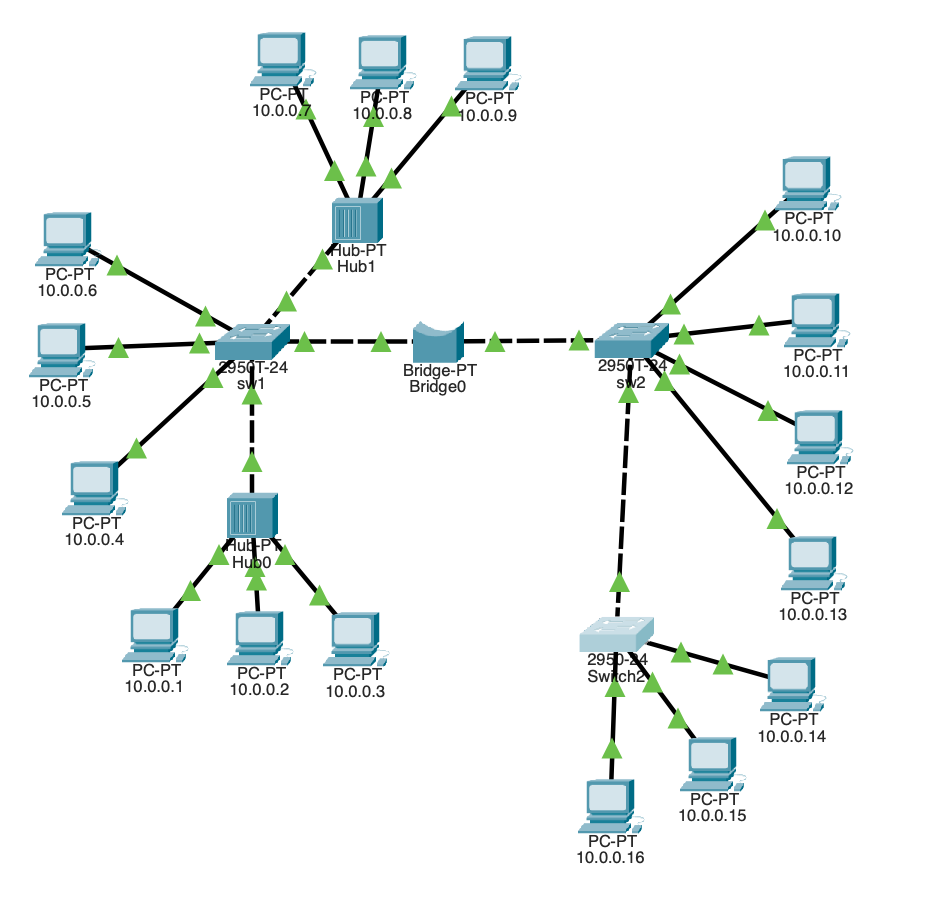 PC-PT
10.0.0.7
PC-PT
10.0.0.8
PC-PT
10.0.0.9
PC-PT
10.0.0.10
Hub-PT
Hub1
PC-PT
10.0.0.6
PC-PT
10.0.0.5
2950T-24
sw1
Bridge-PT
Bridge0
2950T-24
sw2
PC-PT
10.0.0.11
PC-PT
10.0.0.12
PC-PT
10.0.0.4
Hub-PT
Hub0
PC-PT
10.0.0.13
PC-PT
10.0.0.1
PC-PT
10.0.0.2
PC-PT
10.0.0.3
2950-24
Switch2
PC-PT
10.0.0.14
PC-PT
10.0.0.15
PC-PT
10.0.0.16